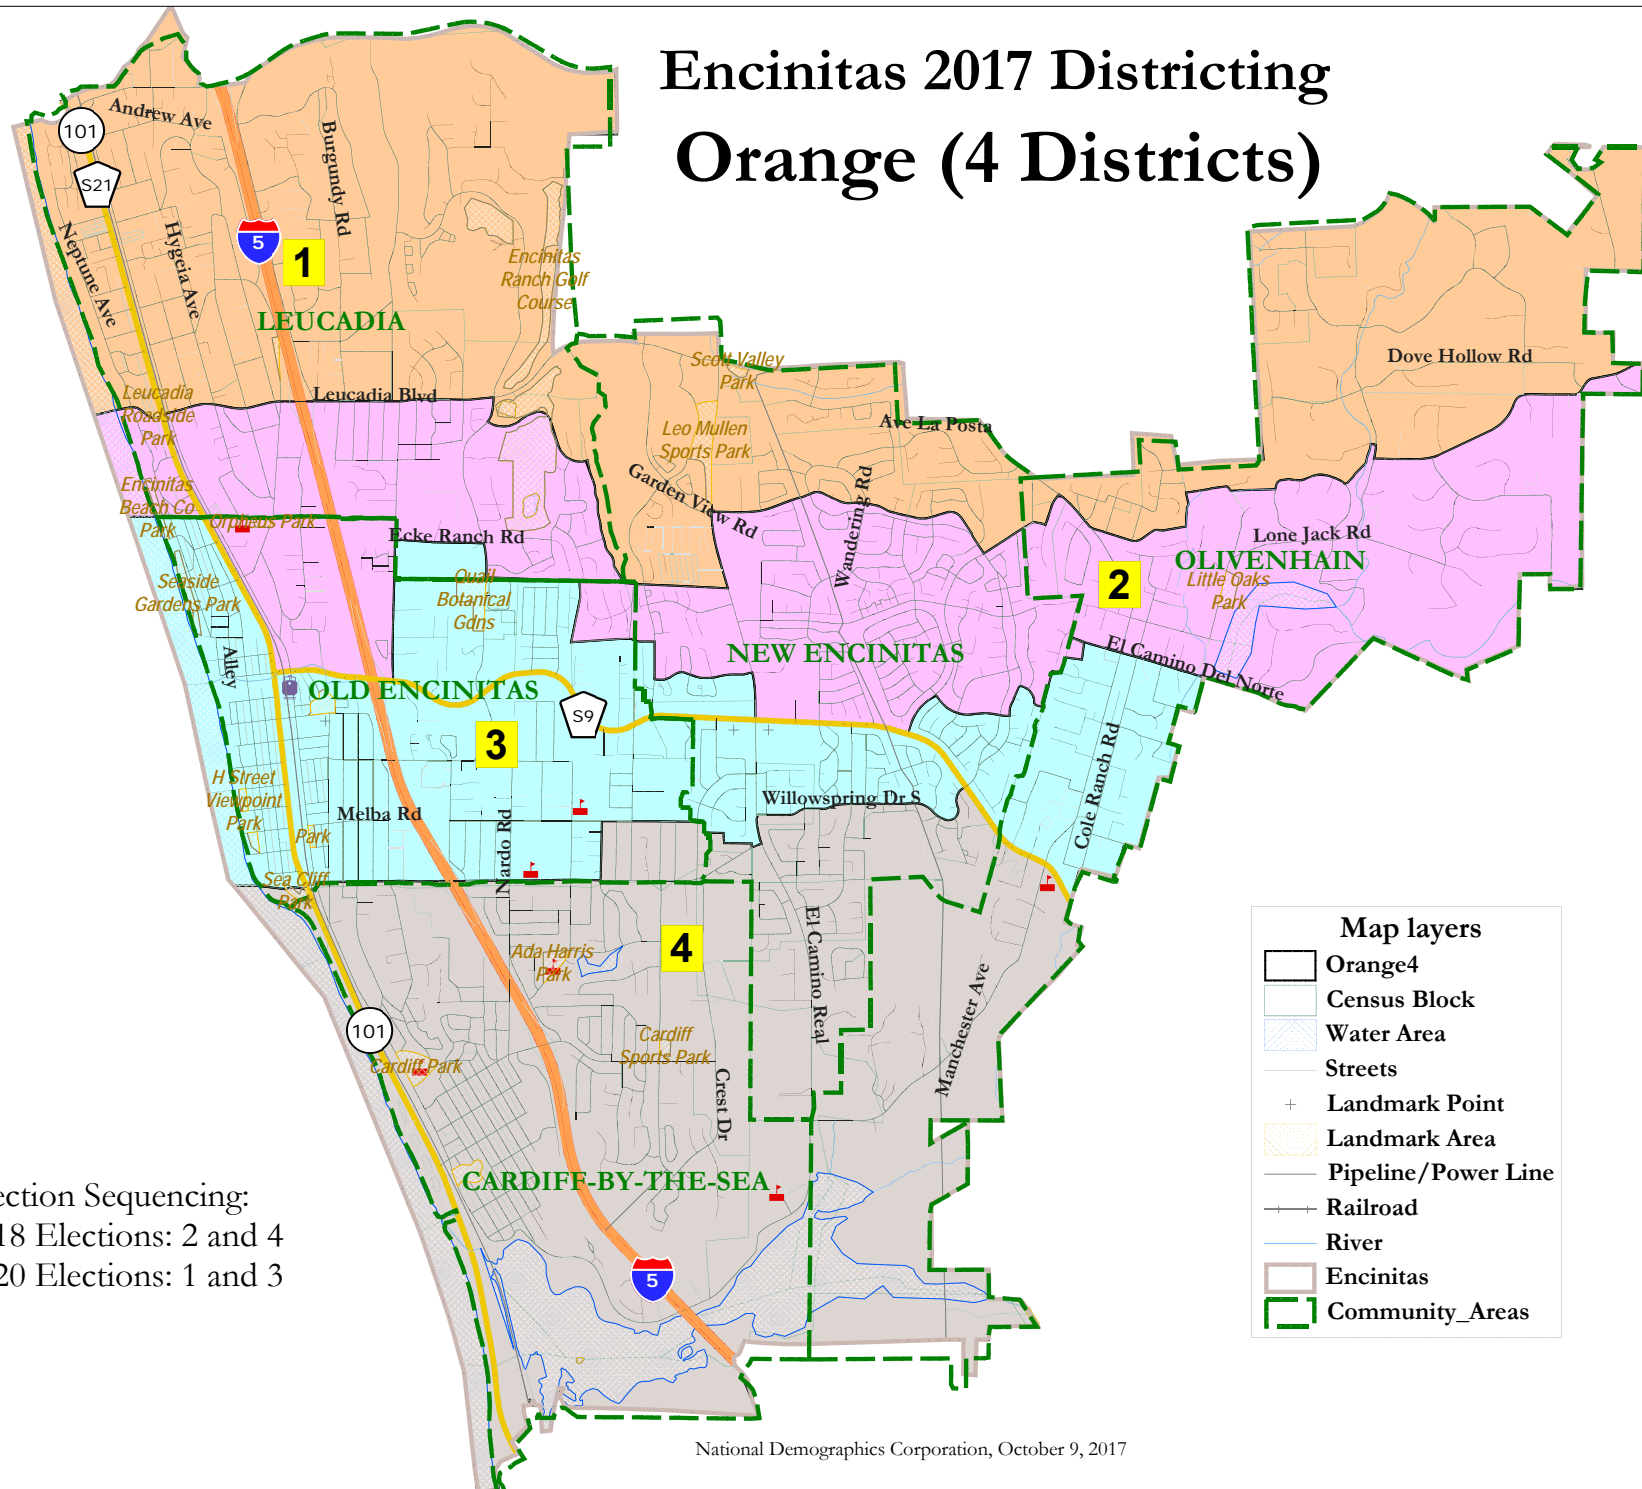 Encinitas 2017 Districting
Orange (4 Districts)
101
S21
Andrew Ave
Burgundy Rd
Neptune Ave
Hygeia Ave
5
1
LEUCADIA
Encinitas
Ranch Golf
Course
Leucadia Blvd
Leucadia
Roadside
Park
Scott Valley
Park
Leo Mullen
Sports Park
Ave La Posta
Dove Hollow Rd
Garden View Rd
Wandering Rd
Encinitas
Beach Co
Park
Orpheus Park
Ecke Ranch Rd
Lone Jack Rd
OLIVENHAIN
2
Little Oaks
Park
Seaside
Gardens Park
Quail
Botanical
Gdns
Alley
NEW ENCINITAS
El Camino Del Norte
OLD ENCINITAS
S9
3
H Street
Viewpoint
Park
Melba Rd
Nardo Rd
Willowspring Dr S
Cole Ranch Rd
Park
Sea Cliff
Park
4
Ada Harris
Park
El Camino Real
Manchester Ave
101
Cardiff
Sports Park
Cardiff Park
Crest Dr
CARDIFF-BY-THE-SEA
5
Map layers
Orange4
Census Block
Water Area
Streets
Landmark Point
Landmark Area
Pipeline/Power Line
Railroad
River
Encinitas
Community_Areas
ection Sequencing:
18 Elections: 2 and 4
20 Elections: 1 and 3
National Demographics Corporation, October 9, 2017